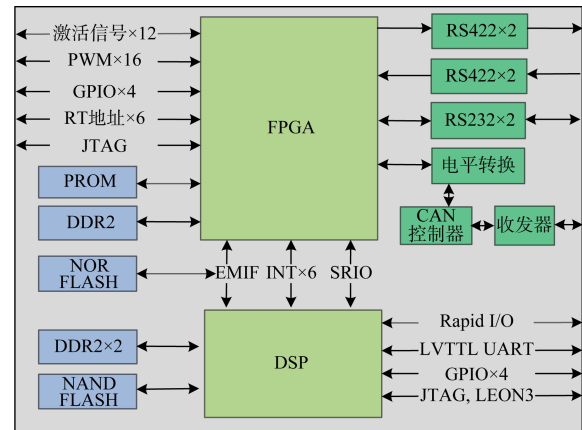 激活信号×12
PWM×16
GPIO×4
RT地址×6
JTAG
PROM
DDR2
NOR
FLASH
DDR2×2
NAND
FLASH
FPGA
EMIF
INT×6
SRIO
DSP
RS422×2
RS422×2
RS232×2
电平转换
CAN
控制器
收发器
Rapid I/O
LVTTL UART
GPIO×4
JTAG, LEON3